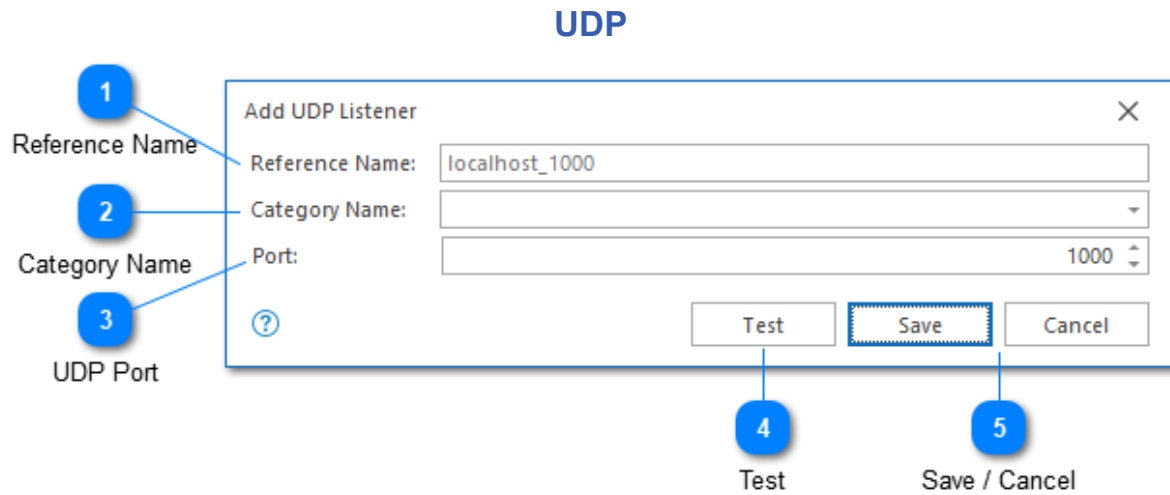 UDP
1
Reference Name
2
Category Name
3
UDP Port
Add UDP Listener
Reference Name: localhost_1000
Category Name:
Port: 1000
?
Test Save Cancel
4
Test
5
Save / Cancel